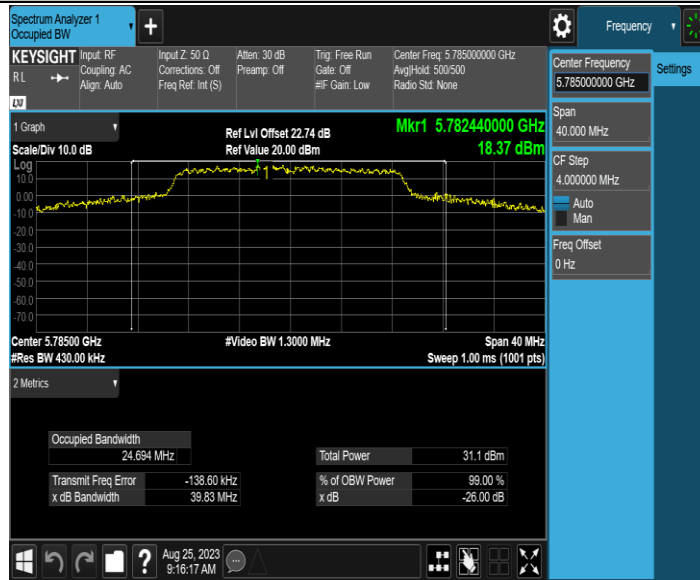 Spectrum Analyzer 1
Occupied BW
+
Frequency
KEYSIGHT
RL
LXI
Input: RF
Coupling: AC
Align: Auto
Input Z: 50 Ω
Corrections: Off
Freq Ref: Int (S)
Atten: 30 dB
Preamp: Off
Trig: Free Run
Gate: Off
#IF Gain: Low
Center Freq: 5.785000000 GHz
Avg|Hold: 500/500
Radio Std: None
Center Frequency
5.785000000 GHz
Settings
Span
40.000 MHz
CF Step
4.000000 MHz
Auto
Man
Freq Offset
0 Hz
1 Graph
Scale/Div 10.0 dB
Ref Lvl Offset 22.74 dB
Ref Value 20.00 dBm
Mkr1 5.782440000 GHz
18.37 dBm
Log
10.0
0.00
-10.0
-20.0
-30.0
-40.0
-50.0
-60.0
-70.0
1
Center 5.78500 GHz
#Res BW 430.00 kHz
#Video BW 1.3000 MHz
Span 40 MHz
Sweep 1.00 ms (1001 pts)
2 Metrics
Occupied Bandwidth
24.694 MHz
Total Power 31.1 dBm
Transmit Freq Error -138.60 kHz
% of OBW Power 99.00 %
x dB Bandwidth 39.83 MHz
x dB -26.00 dB
?
Aug 25, 2023
9:16:17 AM